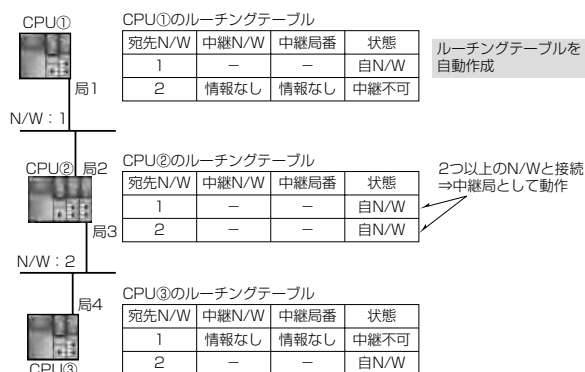 CPU①
CPU①のルーチングテーブル
宛先N/W 中継N/W 中継局番 状態
1 － － 自N/W
2 情報なし 情報なし 中継不可
ルーチングテーブルを
自動作成
局1
N/W：1
CPU② 局2
CPU②のルーチングテーブル
宛先N/W 中継N/W 中継局番 状態
1 － － 自N/W
2 － － 自N/W
2つ以上のN/Wと接続
⇒中継局として動作
局3
N/W：2
局4
CPU③のルーチングテーブル
宛先N/W 中継N/W 中継局番 状態
1 情報なし 情報なし 中継不可
2 － － 自N/W
CPU③